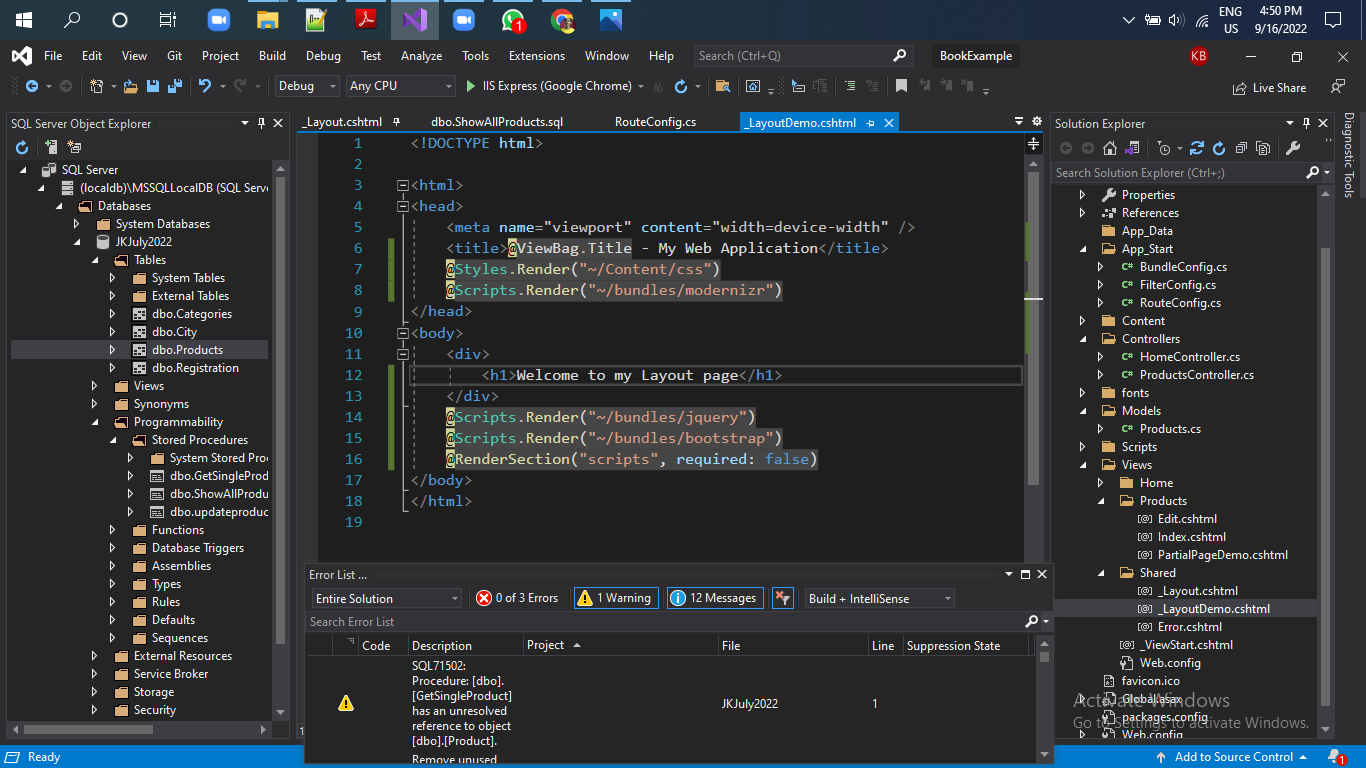 1
ENG
US
4:50 PM
9/16/2022
File Edit View Git Project Build Debug Test Analyze Tools Extensions Window Help Search (Ctrl+Q) BookExample KB
Debug Any CPU IIS Express (Google Chrome) Live Share
SQL Server Object Explorer
SQL Server
(localdb)\MSSQLLocalDB (SQL Serve
Databases
System Databases
JKJuly2022
Tables
System Tables
External Tables
dbo.Categories
dbo.City
dbo.Products
dbo.Registration
Views
Synonyms
Programmability
Stored Procedures
System Stored Pro
dbo.GetSingleProd
dbo.ShowAllProduc
dbo.updateproduc
Functions
Database Triggers
Assemblies
Types
Rules
Defaults
Sequences
External Resources
Service Broker
Storage
Security
_Layout.cshtml dbo.ShowAllProducts.sql RouteConfig.cs _LayoutDemo.cshtml
1 <!DOCTYPE html>
2
3 <html>
4 <head>
5 <meta name="viewport" content="width=device-width" />
6 <title>@ViewBag.Title - My Web Application</title>
7 @Styles.Render("~/Content/css")
8 @Scripts.Render("~/bundles/modernizr")
9 </head>
10 <body>
11 <div>
12 <h1>Welcome to my Layout page</h1>
13 </div>
14 @Scripts.Render("~/bundles/jquery")
15 @Scripts.Render("~/bundles/bootstrap")
16 @RenderSection("scripts", required: false)
17 </body>
18 </html>
19
Error List ...
Entire Solution 0 of 3 Errors 1 Warning 12 Messages Build + IntelliSense
Search Error List
Code Description Project File Line Suppression State
SQL71502:
Procedure: [dbo].
[GetSingleProduct]
has an unresolved
reference to object
[dbo].[Product].
JKJuly2022 1
Remove unused
Solution Explorer
Search Solution Explorer (Ctrl+;)
Properties
References
App_Data
App_Start
BundleConfig.cs
FilterConfig.cs
RouteConfig.cs
Content
Controllers
HomeController.cs
ProductsController.cs
fonts
Models
Products.cs
Scripts
Views
Home
Products
Edit.cshtml
Index.cshtml
PartialPageDemo.cshtml
Shared
_Layout.cshtml
_LayoutDemo.cshtml
Error.cshtml
_ViewStart.cshtml
Web.config
favicon.ico
Global.asax
packages.config
Web.config
Activate Windows
Go to Settings to activate Windows.
Diagnostic Tools
Ready
Add to Source Control
1